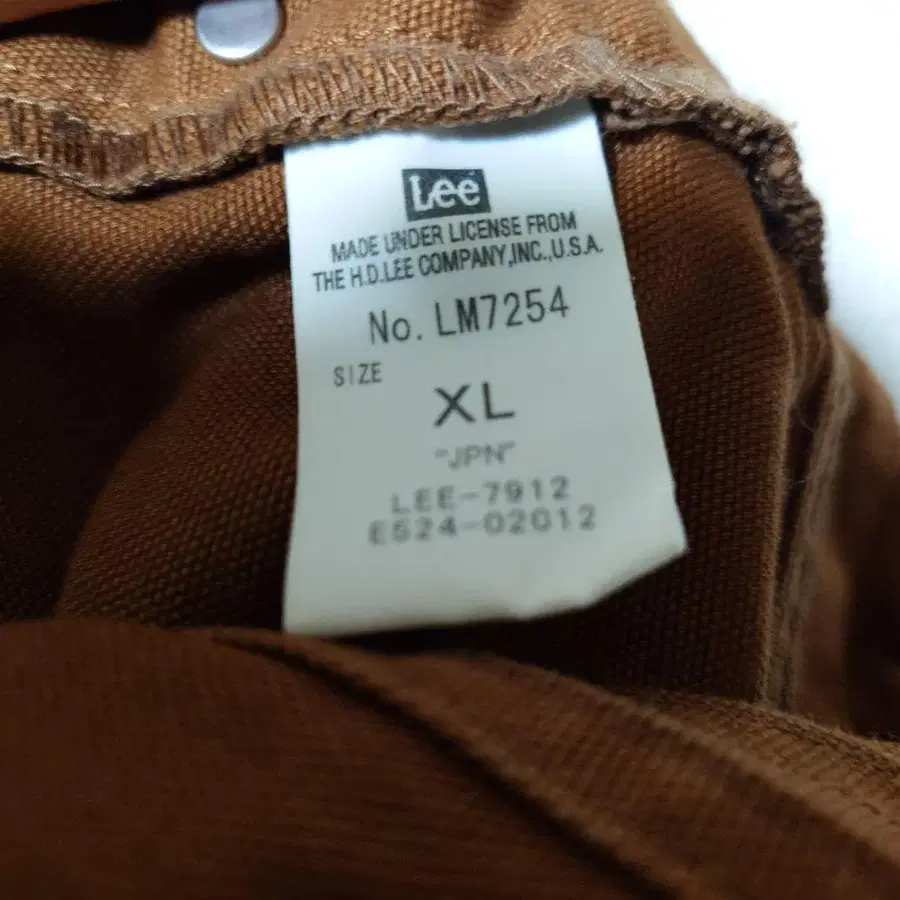 Lee
MADE UNDER LICENSE FROM
THE H.D.LEE COMPANY,INC.,U.S.A.
No. LM7254
SIZE
XL
"JPN"
LEE-7912
E524-02012